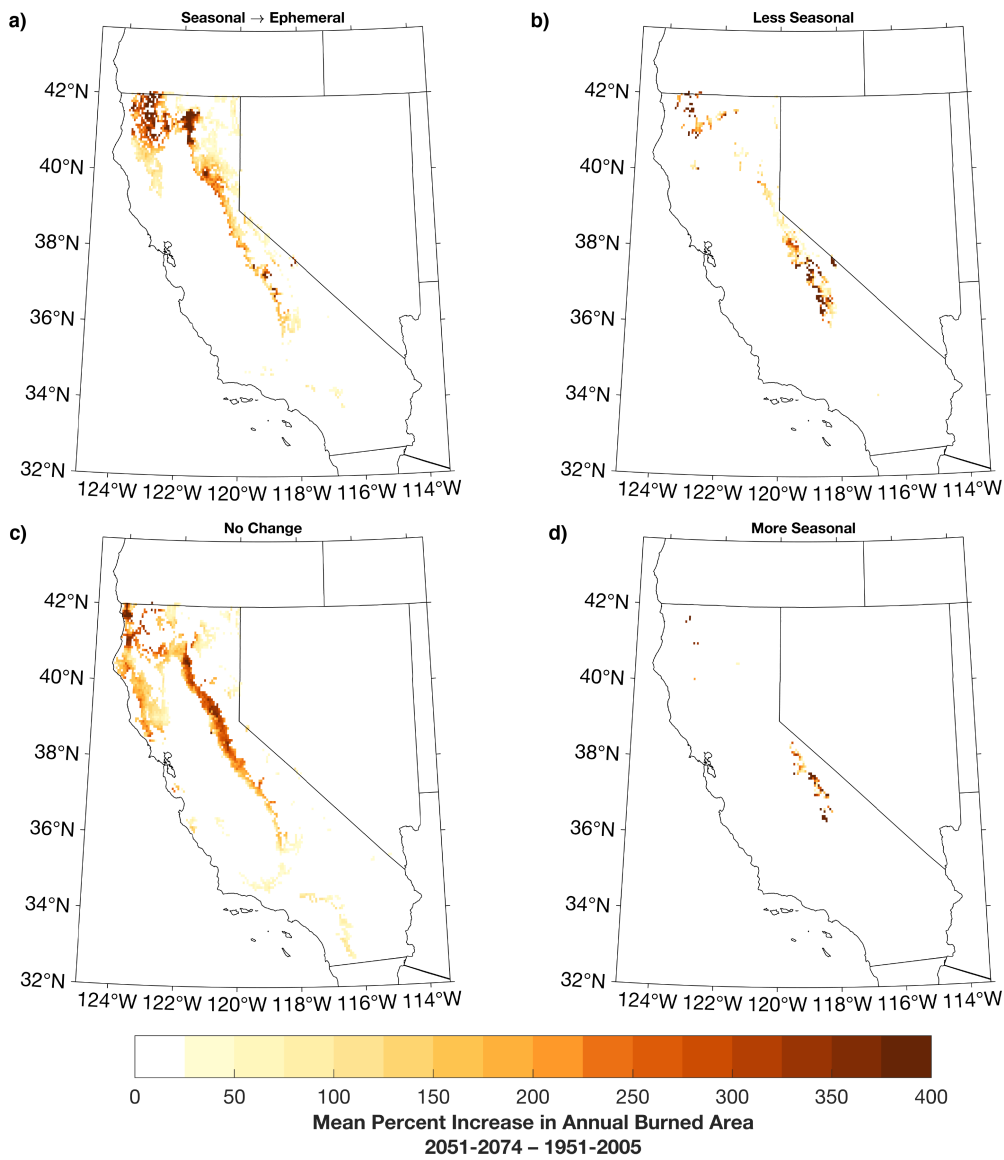 a) Seasonal → Ephemeral
b) Less Seasonal
42°N
40°N
38°N
36°N
34°N
32°N
124°W 122°W 120°W 118°W 116°W 114°W
42°N
40°N
38°N
36°N
34°N
32°N
124°W 122°W 120°W 118°W 116°W 114°W
c) No Change
d) More Seasonal
42°N
40°N
38°N
36°N
34°N
32°N
124°W 122°W 120°W 118°W 116°W 114°W
42°N
40°N
38°N
36°N
34°N
32°N
124°W 122°W 120°W 118°W 116°W 114°W
0 50 100 150 200 250 300 350 400
Mean Percent Increase in Annual Burned Area
2051-2074 – 1951-2005